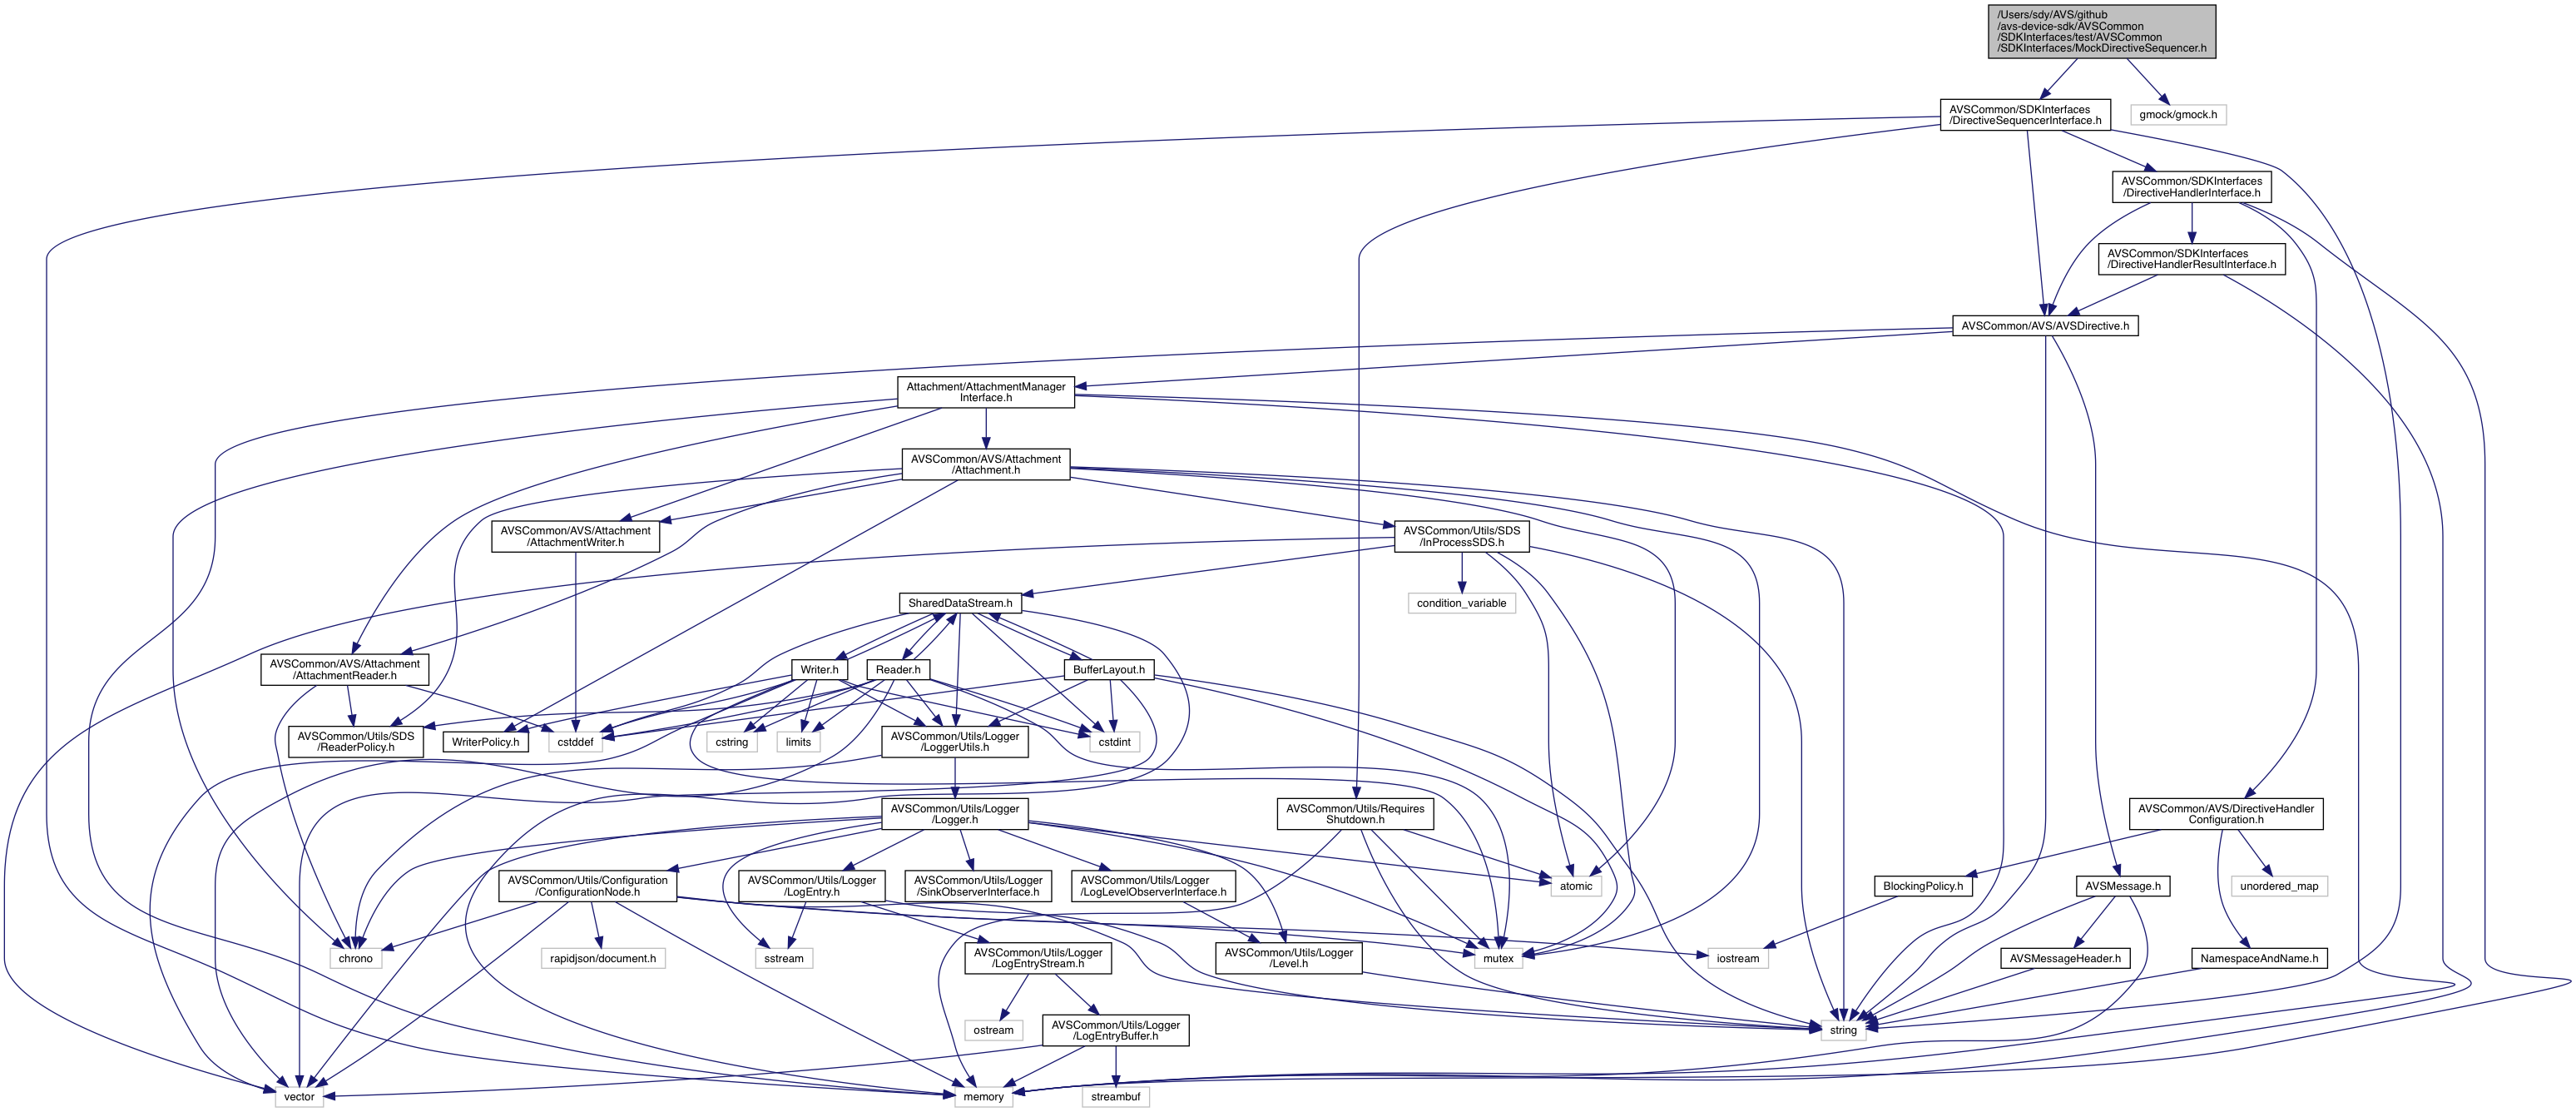 /Users/sdy/AVS/github
/avs-device-sdk/AVSCommon
/SDKInterfaces/test/AVSCommon
/SDKInterfaces/MockDirectiveSequencer.h
AVSCommon/SDKInterfaces
/DirectiveSequencerInterface.h
gmock/gmock.h
AVSCommon/SDKInterfaces
/DirectiveHandlerInterface.h
AVSCommon/SDKInterfaces
/DirectiveHandlerResultInterface.h
AVSCommon/AVS/AVSDirective.h
Attachment/AttachmentManager
Interface.h
AVSCommon/AVS/Attachment
/Attachment.h
AVSCommon/AVS/Attachment
/AttachmentWriter.h
AVSCommon/Utils/SDS
/InProcessSDS.h
SharedDataStream.h
condition_variable
AVSCommon/AVS/Attachment
/AttachmentReader.h
Writer.h
Reader.h
BufferLayout.h
AVSCommon/Utils/SDS
/ReaderPolicy.h
WriterPolicy.h
cstddef
cstring
limits
AVSCommon/Utils/Logger
/LoggerUtils.h
cstdint
AVSCommon/Utils/Logger
/Logger.h
AVSCommon/Utils/Requires
Shutdown.h
AVSCommon/AVS/DirectiveHandler
Configuration.h
AVSCommon/Utils/Configuration
/ConfigurationNode.h
AVSCommon/Utils/Logger
/LogEntry.h
AVSCommon/Utils/Logger
/SinkObserverInterface.h
AVSCommon/Utils/Logger
/LogLevelObserverInterface.h
atomic
BlockingPolicy.h
AVSMessage.h
unordered_map
chrono
rapidjson/document.h
sstream
AVSCommon/Utils/Logger
/LogEntryStream.h
AVSCommon/Utils/Logger
/Level.h
mutex
iostream
AVSMessageHeader.h
NamespaceAndName.h
ostream
AVSCommon/Utils/Logger
/LogEntryBuffer.h
string
vector
memory
streambuf